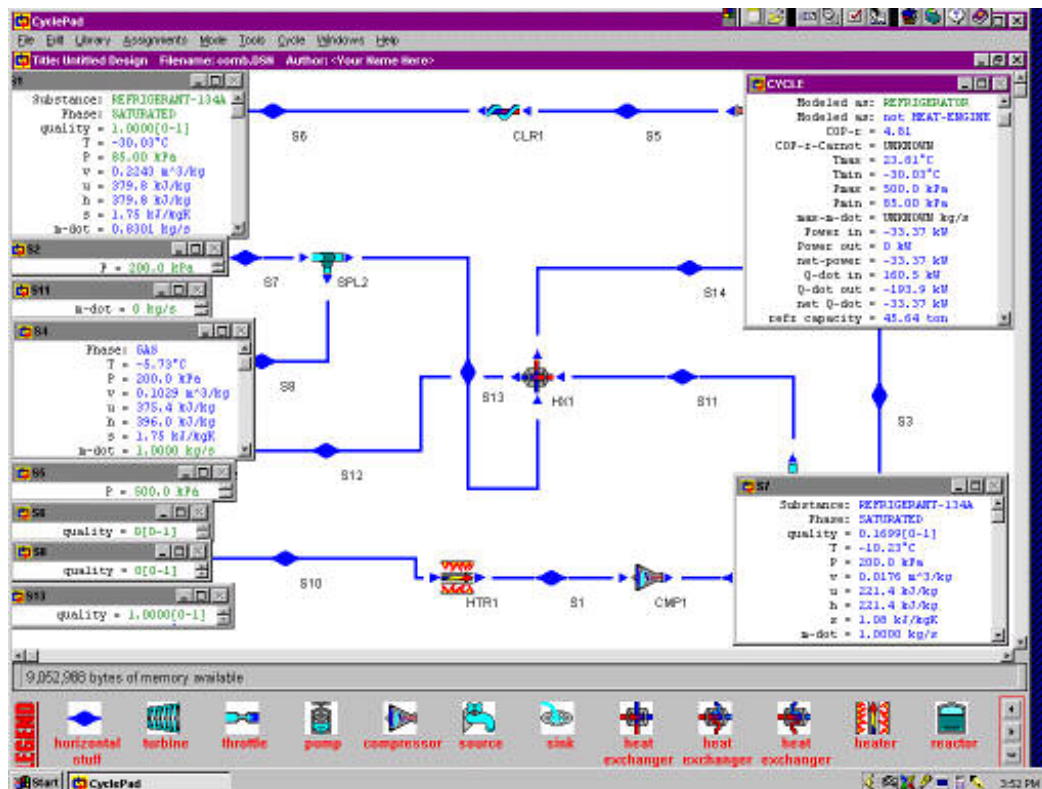 CyclePad
File Edit Library Assignments Mode Tools Cycle Windows Help
Title: Untitled Design Filename: comb.DSN Author: <Your Name Here>
S1
Substance: REFRIGERANT-134A
Phase: SATURATED
quality = 1.0000[0-1]
T = -30.03°C
P = 85.00 kPa
v = 0.2243 m^3/kg
u = 379.8 kJ/kg
h = 379.8 kJ/kg
s = 1.75 kJ/kgK
m-dot = 0.8301 kg/s
S2
P = 200.0 kPa
S11
m-dot = 0 kg/s
S4
Phase: GAS
T = -5.73°C
P = 200.0 kPa
v = 0.1029 m^3/kg
u = 375.4 kJ/kg
h = 396.0 kJ/kg
s = 1.75 kJ/kgK
m-dot = 1.0000 kg/s
S5
P = 500.0 kPa
S6
quality = 0[0-1]
S8
quality = 0[0-1]
S13
quality = 1.0000[0-1]
S6
CLR1
S5
S7
SPL2
S14
S8
S13
HX1
S11
S3
S12
S10
HTR1
S1
CMP1
CYCLE
Modeled as: REFRIGERATOR
Modeled as: not HEAT-ENGINE
COP-r = 4.81
COP-r-Carnot = UNKNOWN
Tmax = 23.61°C
Tmin = -30.03°C
Pmax = 500.0 kPa
Pmin = 85.00 kPa
max-m-dot = UNKNOWN kg/s
Power in = -33.37 kW
Power out = 0 kW
net-power = -33.37 kW
Q-dot in = 160.5 kW
Q-dot out = -193.9 kW
net Q-dot = -33.37 kW
refr capacity = 45.64 ton
S7
Substance: REFRIGERANT-134A
Phase: SATURATED
quality = 0.1699[0-1]
T = -10.23°C
P = 200.0 kPa
v = 0.0176 m^3/kg
u = 221.4 kJ/kg
h = 221.4 kJ/kg
s = 1.08 kJ/kgK
m-dot = 1.0000 kg/s
9,052,988 bytes of memory available
LEGEND
horizontal stuff
turbine
throttle
pump
compressor
source
sink
heat exchanger
heat exchanger
heat exchanger
heater
reactor
Start
CyclePad
3:52 PM